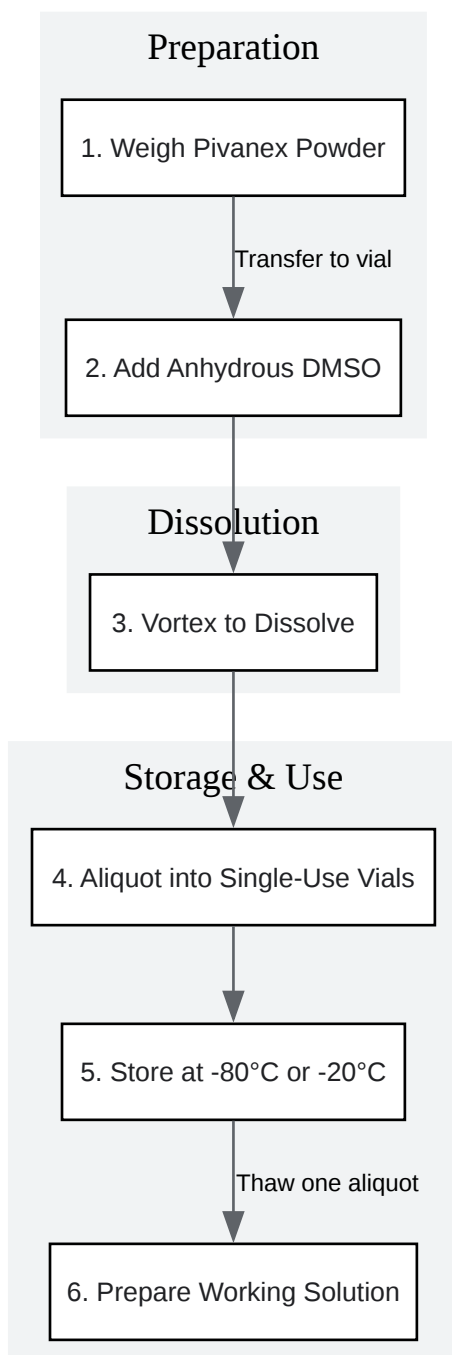 Preparation
1. Weigh Pivanex Powder
Transfer to vial
2. Add Anhydrous DMSO
Dissolution
3. Vortex to Dissolve
Storage & Use
4. Aliquot into Single-Use Vials
5. Store at -80°C or -20°C
Thaw one aliquot
6. Prepare Working Solution